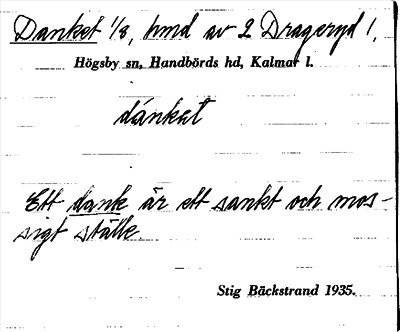 Danket 1/8, hmd av 2 Drageryd 1,
Högsby sn, Handbörds hd, Kalmar l.
dánkat
Ett dank är ett sankt och mos-
sigt ställe
Stig Bäckstrand 1935.